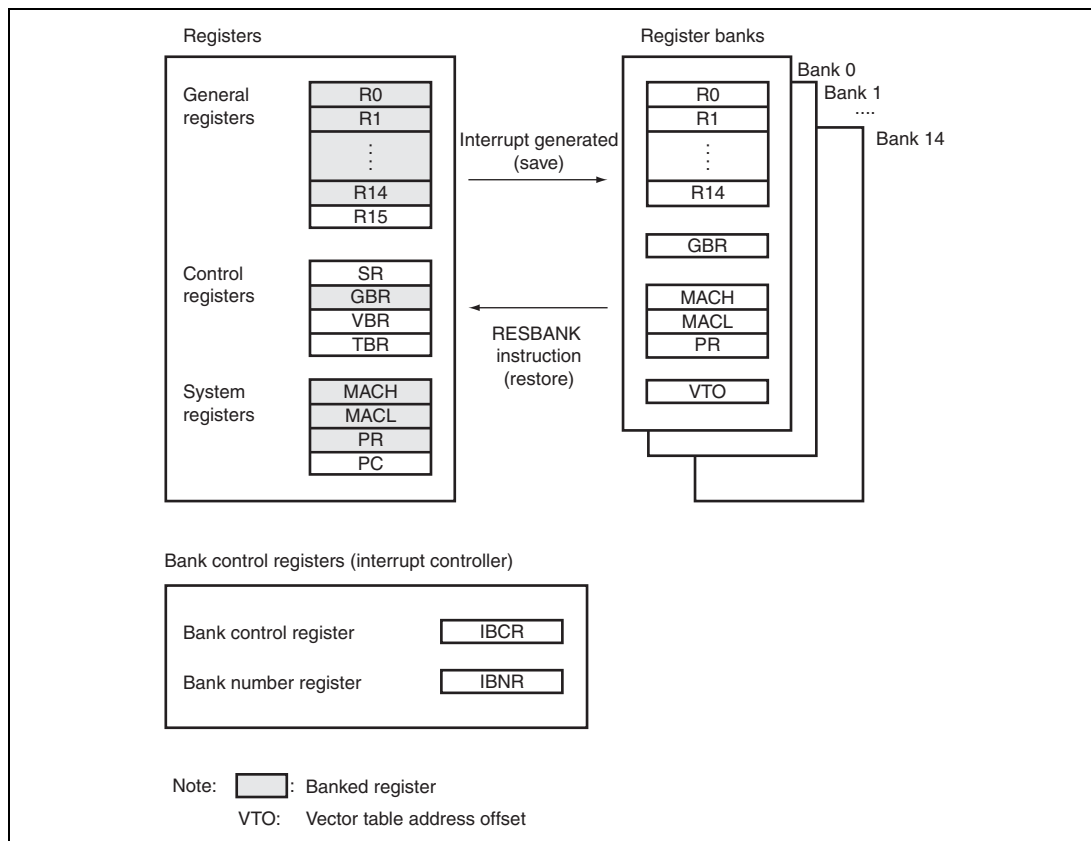 Registers
General
registers
R0
R1
⋮
R14
R15
Control
registers
SR
GBR
VBR
TBR
System
registers
MACH
MACL
PR
PC
Interrupt generated
(save)
RESBANK
instruction
(restore)
Register banks
Bank 0
Bank 1
....
Bank 14
R0
R1
⋮
R14
GBR
MACH
MACL
PR
VTO
Bank control registers (interrupt controller)
Bank control register IBCR
Bank number register IBNR
Note: : Banked register
VTO: Vector table address offset